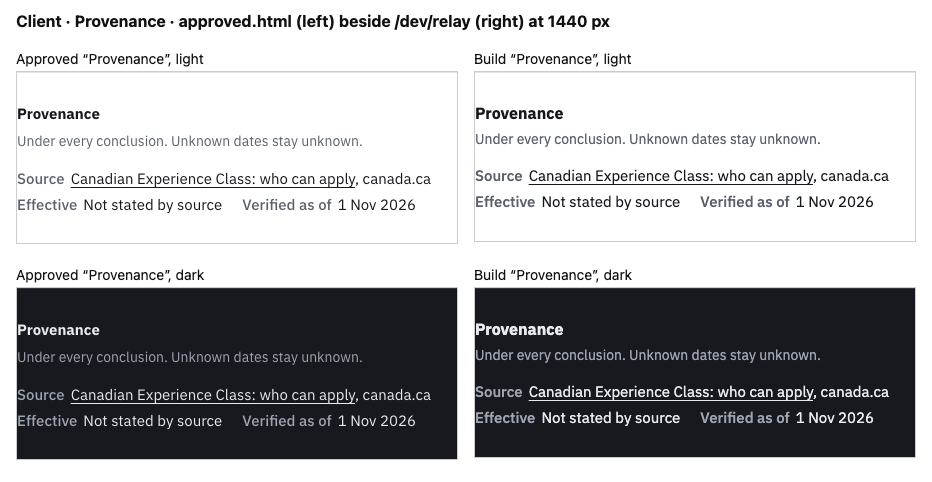 Client · Provenance · approved.html (left) beside /dev/relay (right) at 1440 px
Approved “Provenance”, light
Provenance
Under every conclusion. Unknown dates stay unknown.
Source Canadian Experience Class: who can apply, canada.ca
Effective Not stated by source Verified as of 1 Nov 2026
Build “Provenance”, light
Provenance
Under every conclusion. Unknown dates stay unknown.
Source Canadian Experience Class: who can apply, canada.ca
Effective Not stated by source Verified as of 1 Nov 2026
Approved “Provenance”, dark
Provenance
Under every conclusion. Unknown dates stay unknown.
Source Canadian Experience Class: who can apply, canada.ca
Effective Not stated by source Verified as of 1 Nov 2026
Build “Provenance”, dark
Provenance
Under every conclusion. Unknown dates stay unknown.
Source Canadian Experience Class: who can apply, canada.ca
Effective Not stated by source Verified as of 1 Nov 2026